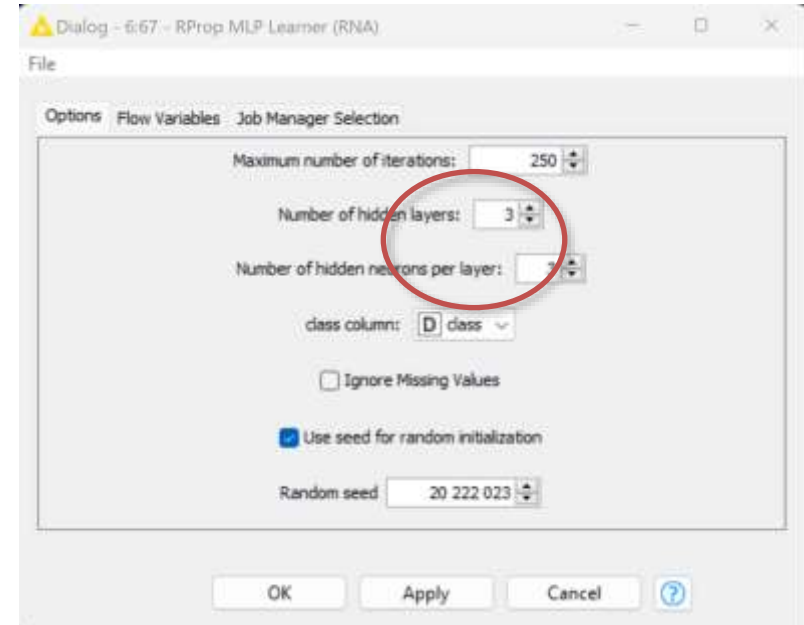 Dialog - 6:67 - RProp MLP Learner (RNA)
File
Options Flow Variables Job Manager Selection
Maximum number of iterations: 250
Number of hidden layers: 3
Number of hidden neurons per layer:
class column: D class
Ignore Missing Values
Use seed for random initialization
Random seed 20 222 023
OK Apply Cancel ?